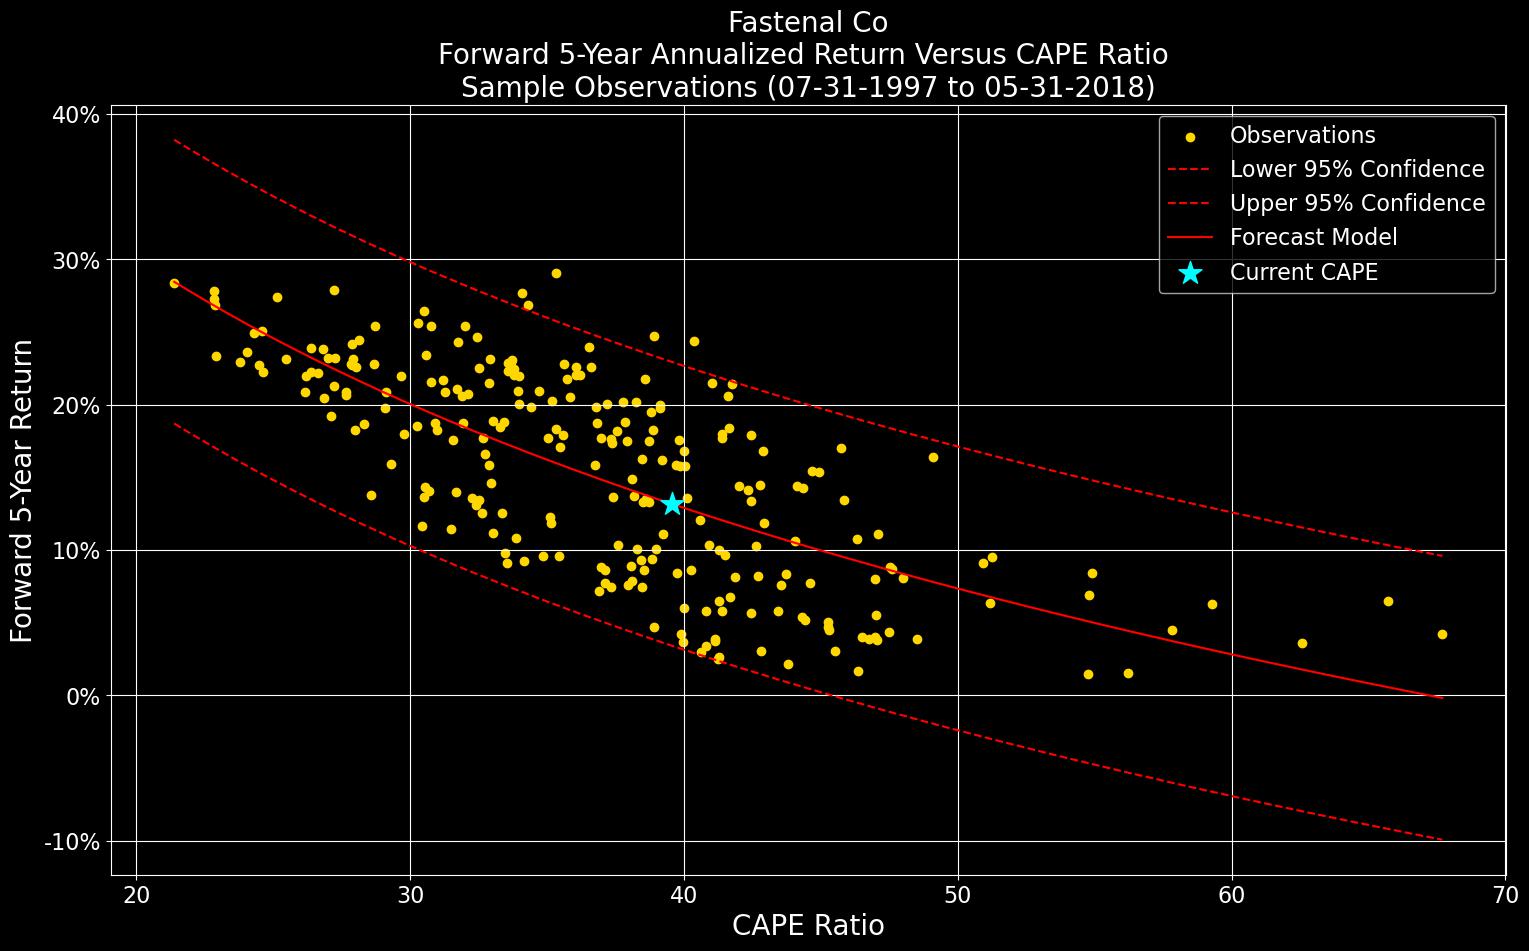 Fastenal Co
Forward 5-Year Annualized Return Versus CAPE Ratio
Sample Observations (07-31-1997 to 05-31-2018)
Forward 5-Year Return
40%
30%
20%
10%
0%
-10%
Observations
Lower 95% Confidence
Upper 95% Confidence
Forecast Model
Current CAPE
20 30 40 50 60 70
CAPE Ratio